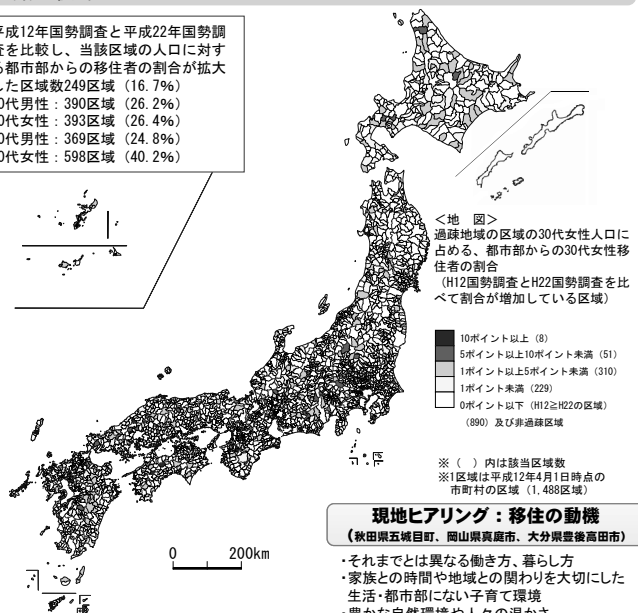 平成12年国勢調査と平成22年国勢調
査を比較し、当該区域の人口に対す
る都市部からの移住者の割合が拡大
した区域数249区域（16.7%）
0代男性：390区域（26.2%）
0代女性：393区域（26.4%）
0代男性：369区域（24.8%）
0代女性：598区域（40.2%）
＜地　図＞
過疎地域の区域の30代女性人口に
占める、都市部からの30代女性移
住者の割合
（H12国勢調査とH22国勢調査を比
べて割合が増加している区域）
10ポイント以上（8）
5ポイント以上10ポイント未満（51）
1ポイント以上5ポイント未満（310）
1ポイント未満（229）
0ポイント以下（H12≧H22の区域）
（890）及び非過疎区域
※（　）内は該当区域数
※1区域は平成12年4月1日時点の
市町村の区域（1,488区域）
0　200km
現地ヒアリング：移住の動機
（秋田県五城目町、岡山県真庭市、大分県豊後高田市）
・それまでとは異なる働き方、暮らし方
・家族との時間や地域との関わりを大切にした
生活・都市部にない子育て環境
・豊かな自然環境や人々の温かさ